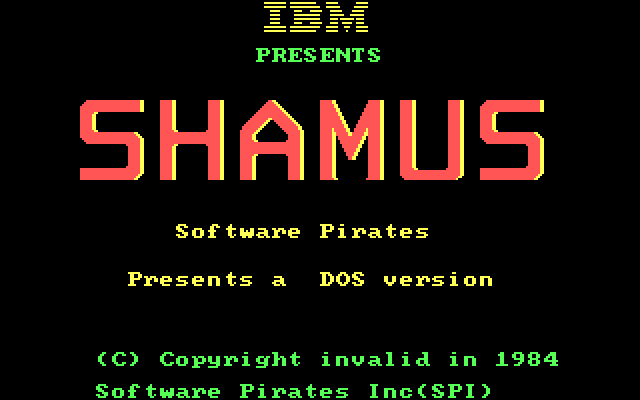 IBM
PRESENTS
SHAMUS
Software Pirates
Presents a  DOS version
(C) Copyright invalid in 1984
Software Pirates Inc(SPI)